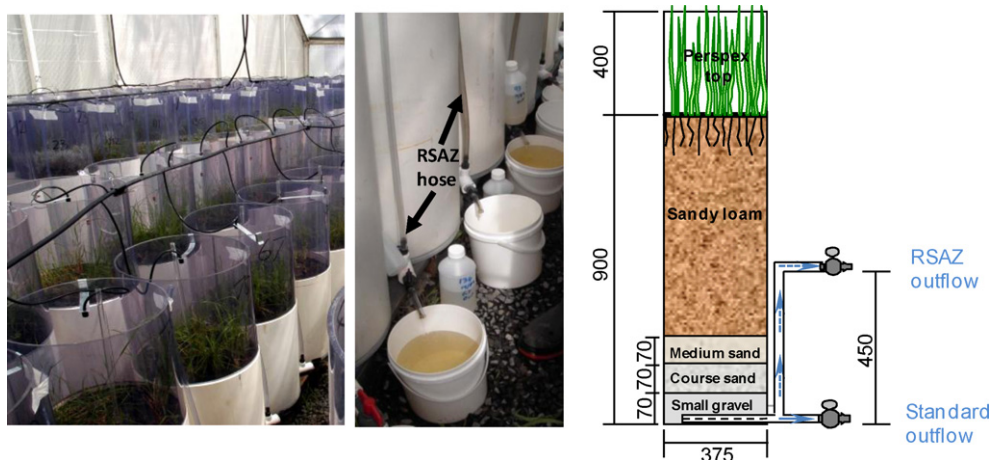 RSAZ
hose
400
Perspex
top
900
Sandy loam
RSAZ
outflow
450
70
Medium sand
70
Course sand
70
Small gravel
Standard
outflow
375